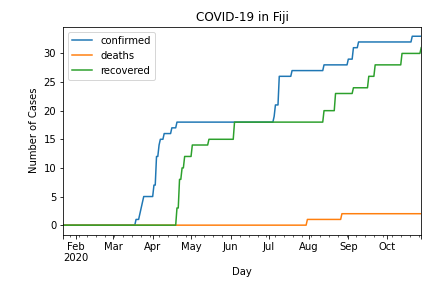 COVID-19 in Fiji
confirmed
deaths
recovered
Number of Cases
30
25
20
15
10
5
0
Feb Mar Apr May Jun Jul Aug Sep Oct
2020
Day